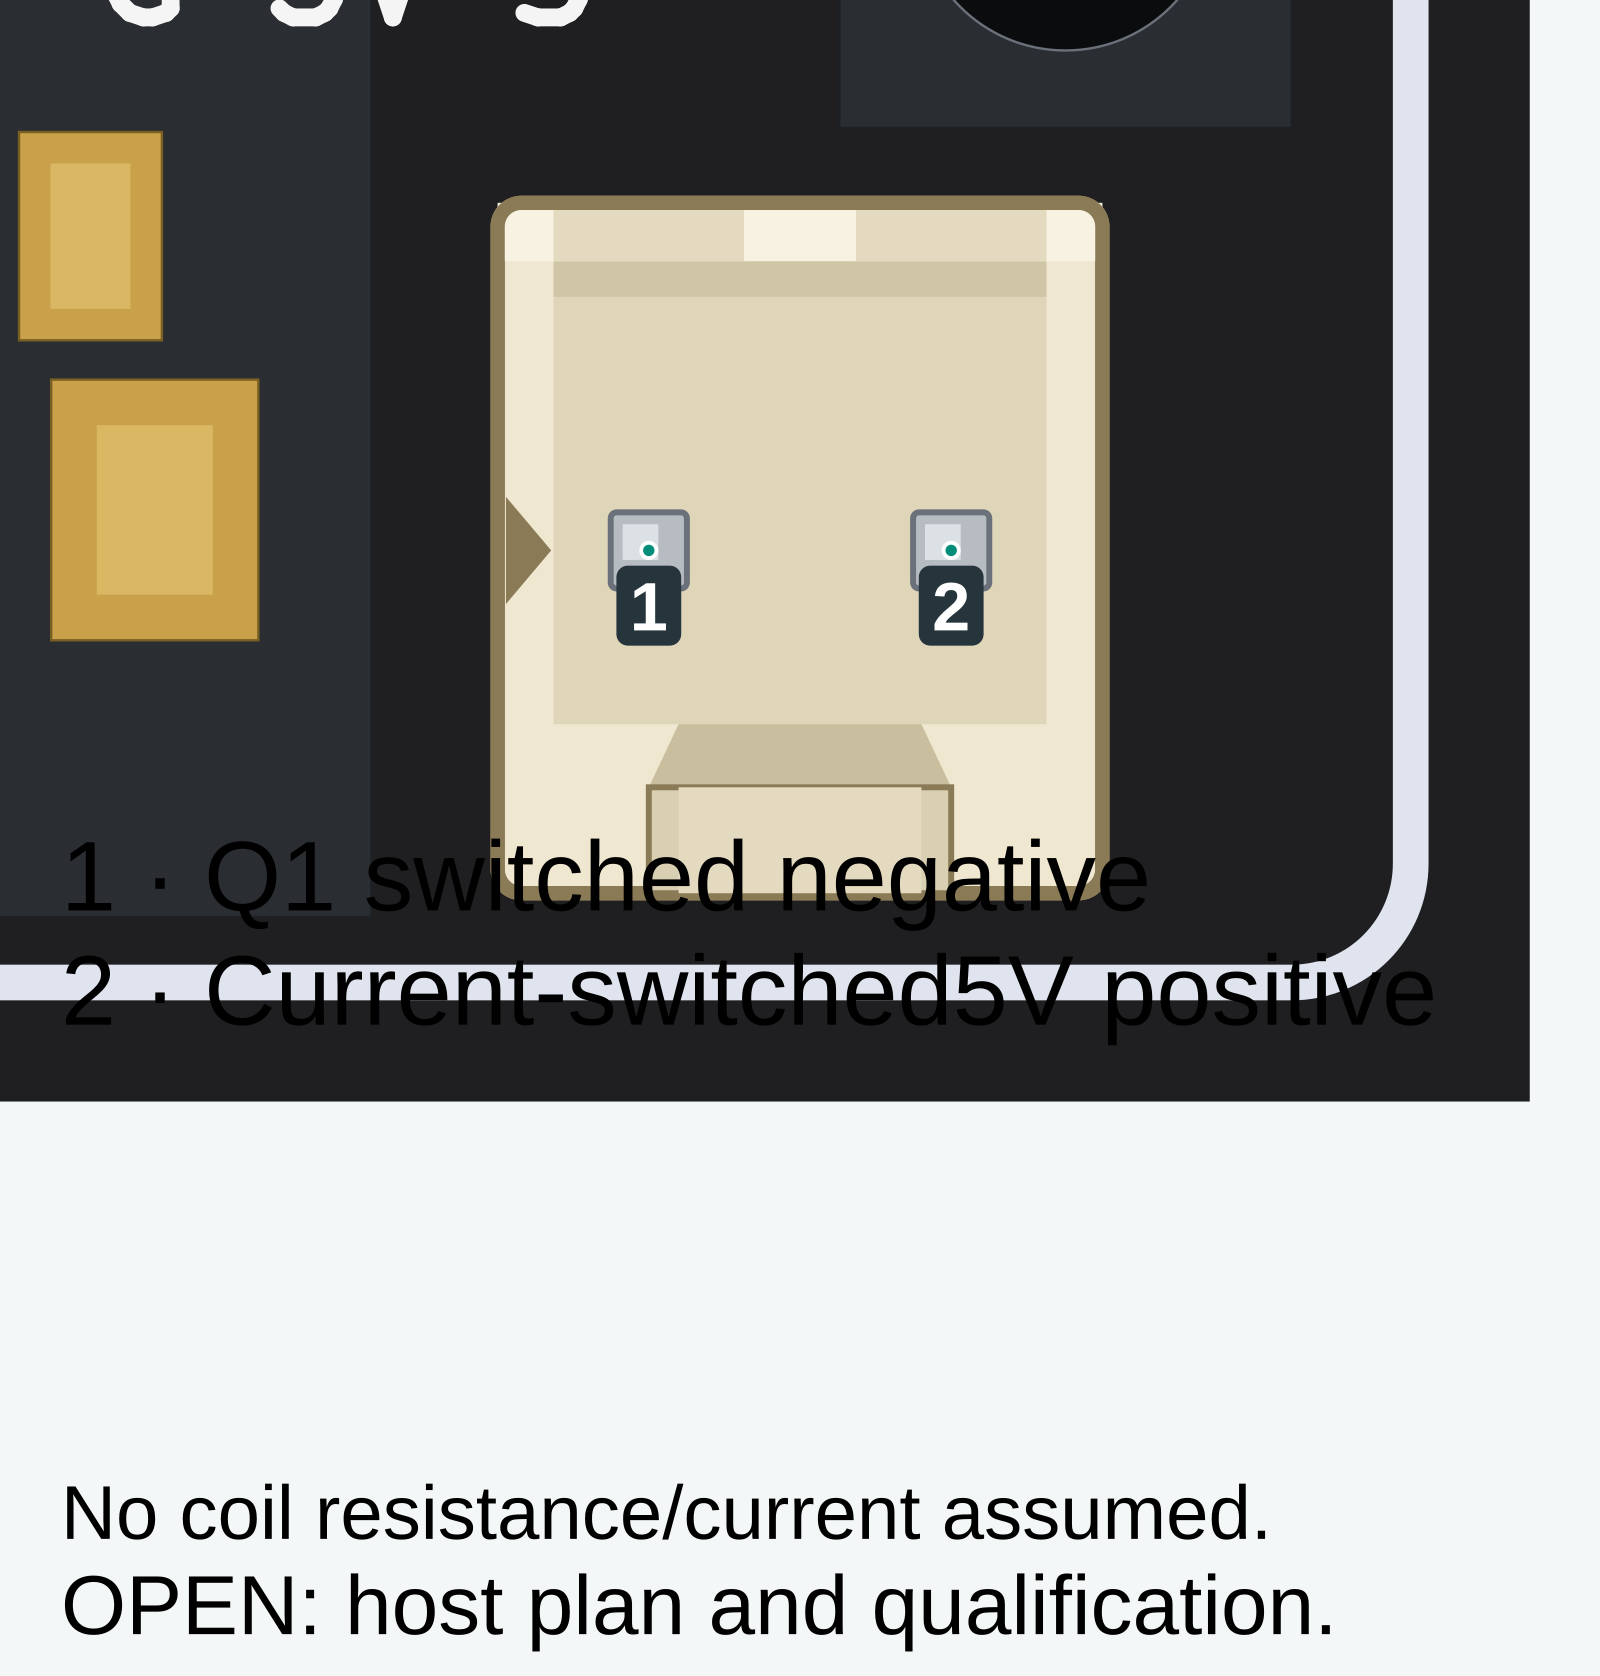 1
2
1 · Q1 switched negative
2 · Current-switched5V positive
No coil resistance/current assumed.
OPEN: host plan and qualification.